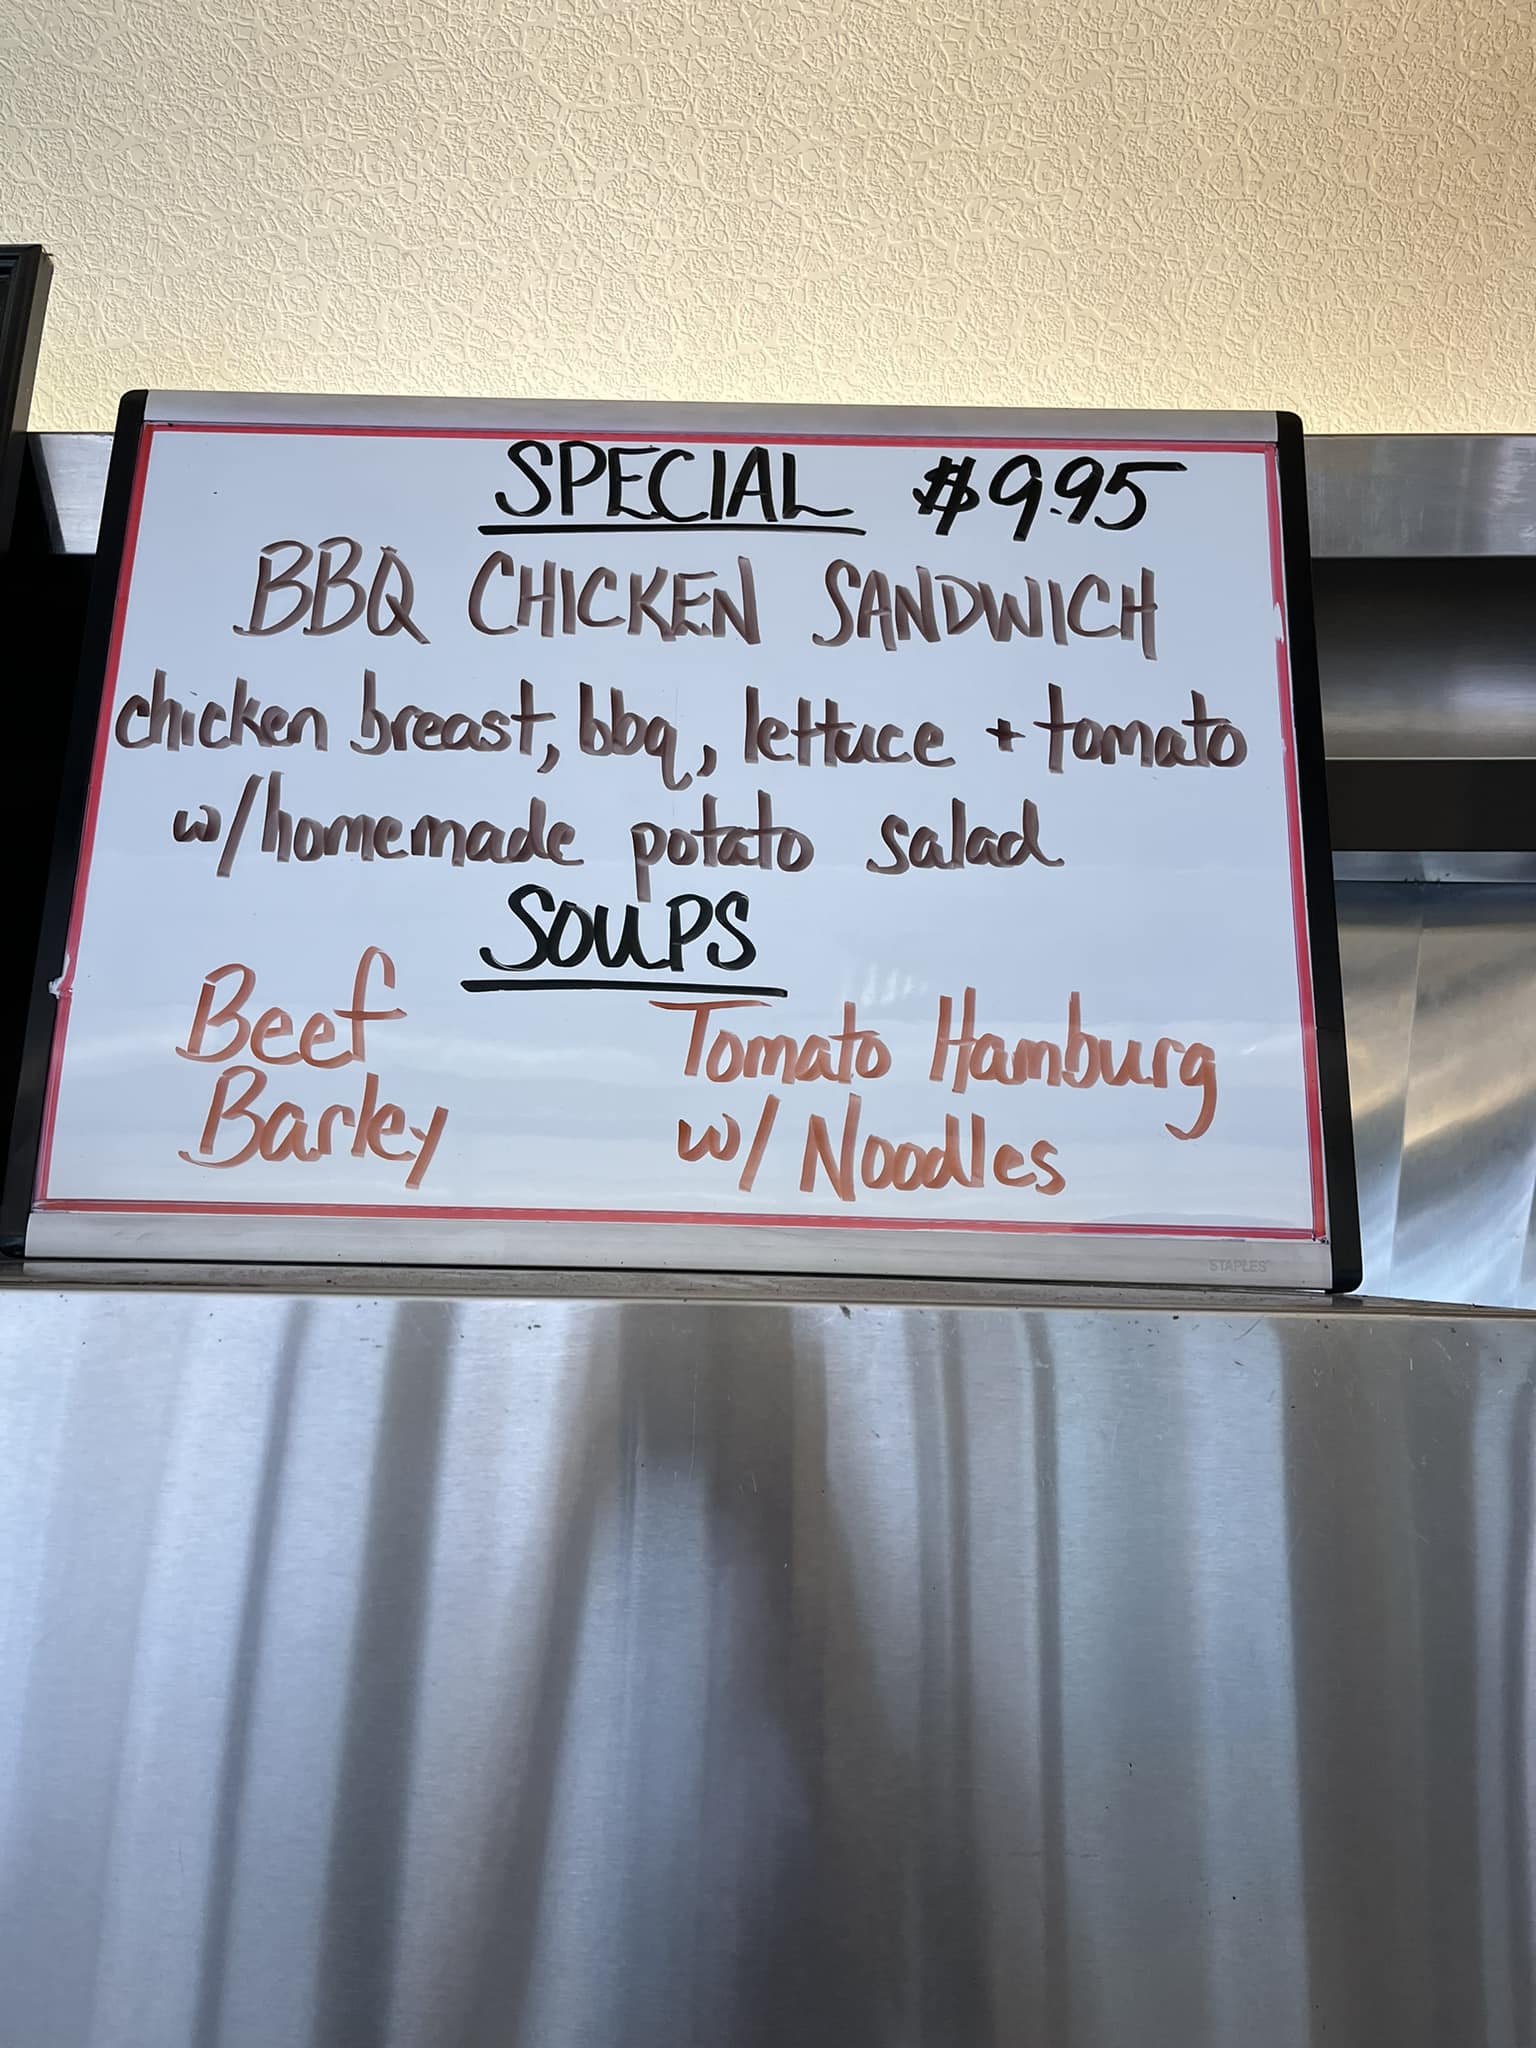 SPECIAL $9.95
BBQ CHICKEN SANDWICH
chicken breast, bbq, lettuce + tomato
w/homemade potato salad
SOUPS
Beef Tomato Hamburg
Barley w/ Noodles
STAPLES